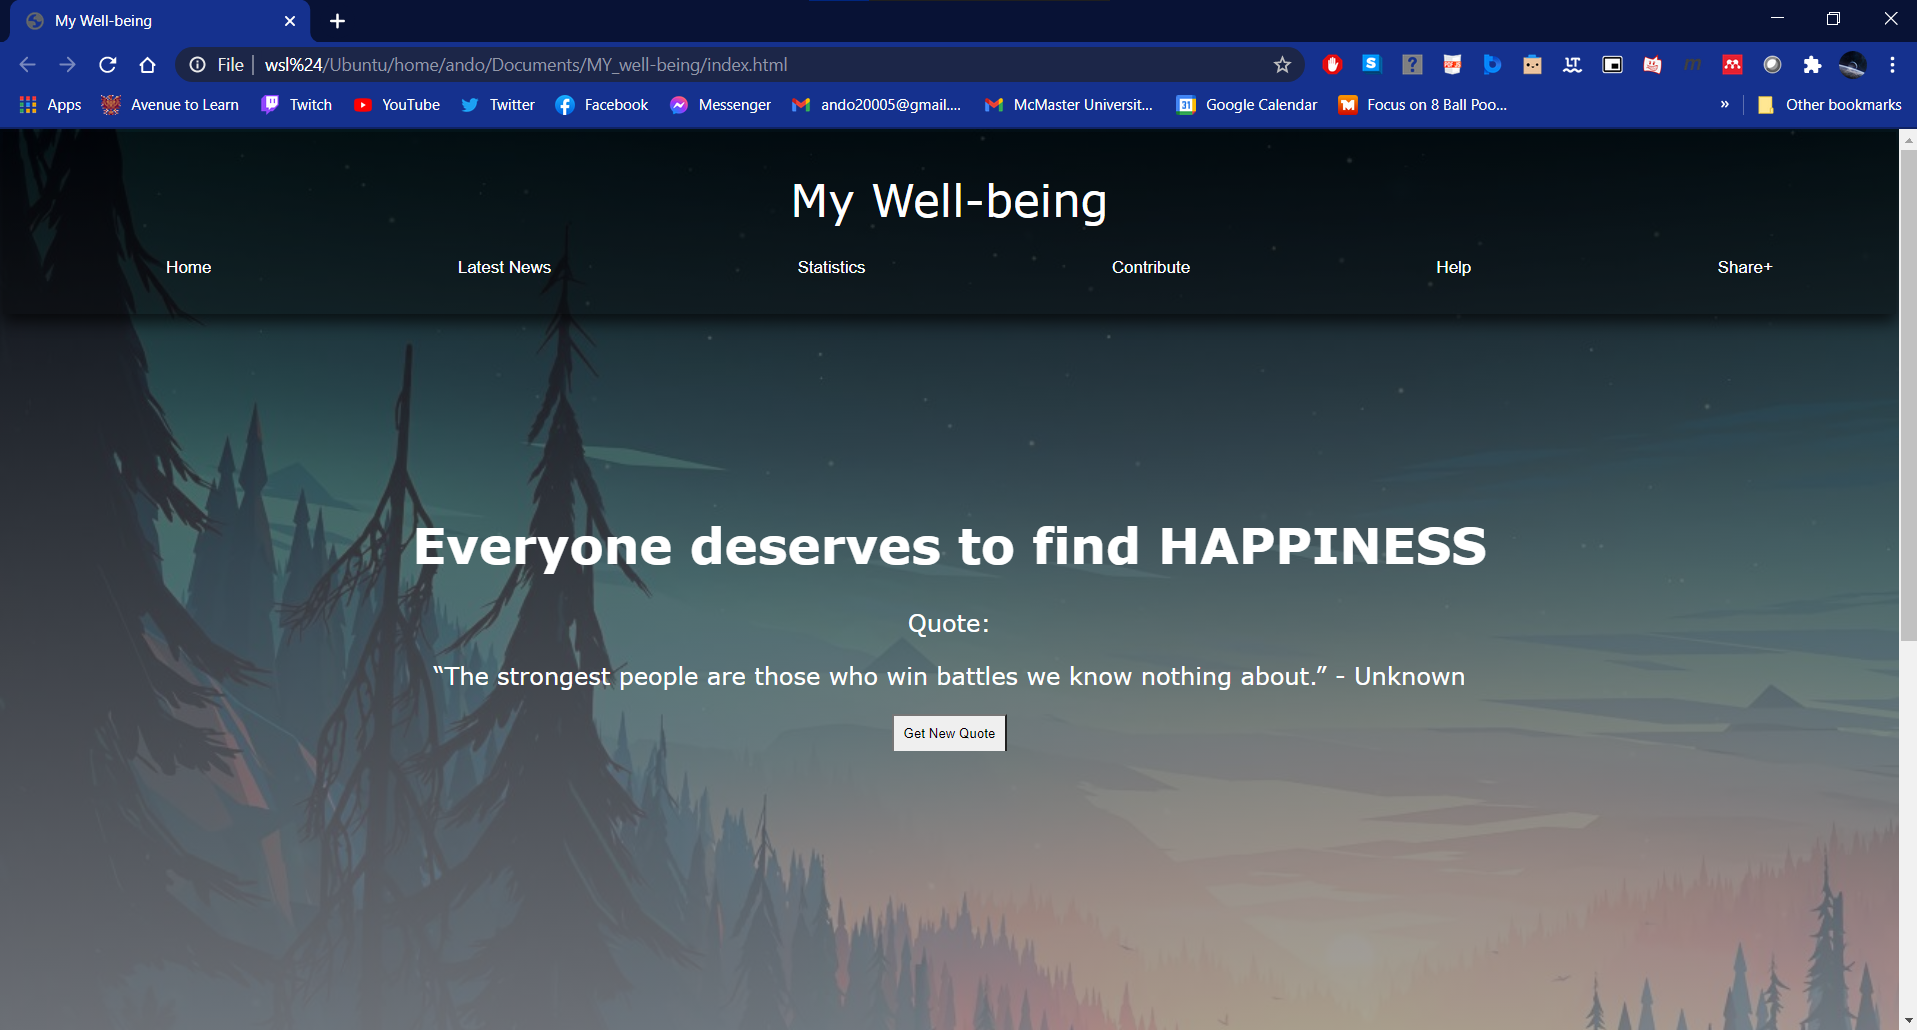 My Well-being
File wsl%24/Ubuntu/home/ando/Documents/MY_well-being/index.html
Apps Avenue to Learn Twitch YouTube Twitter Facebook Messenger ando20005@gmail.... McMaster Universit... 31 Google Calendar Focus on 8 Ball Poo... » Other bookmarks
My Well-being
Home Latest News Statistics Contribute Help Share+
Everyone deserves to find HAPPINESS
Quote:
“The strongest people are those who win battles we know nothing about.” - Unknown
Get New Quote